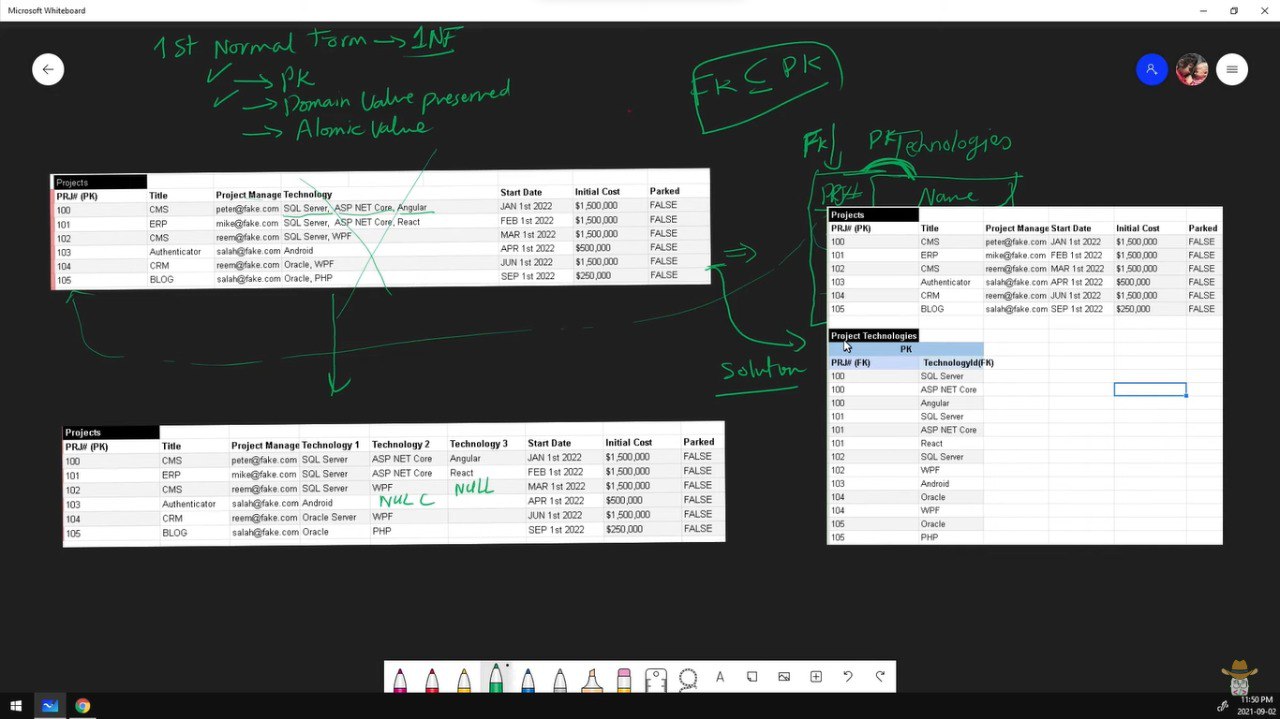 Microsoft Whiteboard
1st Normal Form → 1NF
→ PK
→ Domain Value preserved
→ Atomic Value
FK ⊆ PK
FK↓ PK Technologies
PRJ# Name
Projects
PRJ# (PK) Title Project Manage Technology Start Date Initial Cost Parked
100 CMS peter@fake.com SQL Server, ASP NET Core, Angular JAN 1st 2022 $1,500,000 FALSE
101 ERP mike@fake.com SQL Server, ASP NET Core, React FEB 1st 2022 $1,500,000 FALSE
102 CMS reem@fake.com SQL Server, WPF MAR 1st 2022 $1,500,000 FALSE
103 Authenticator salah@fake.com Android APR 1st 2022 $500,000 FALSE
104 CRM reem@fake.com Oracle, WPF JUN 1st 2022 $1,500,000 FALSE
105 BLOG salah@fake.com Oracle, PHP SEP 1st 2022 $250,000 FALSE
Solution
Projects
PRJ# (PK) Title Project Manage Start Date Initial Cost Parked
100 CMS peter@fake.com JAN 1st 2022 $1,500,000 FALSE
101 ERP mike@fake.com FEB 1st 2022 $1,500,000 FALSE
102 CMS reem@fake.com MAR 1st 2022 $1,500,000 FALSE
103 Authenticator salah@fake.com APR 1st 2022 $500,000 FALSE
104 CRM reem@fake.com JUN 1st 2022 $1,500,000 FALSE
105 BLOG salah@fake.com SEP 1st 2022 $250,000 FALSE
Project Technologies
PK
PRJ# (FK) TechnologyId(FK)
100 SQL Server
100 ASP NET Core
100 Angular
101 SQL Server
101 ASP NET Core
101 React
102 SQL Server
102 WPF
103 Android
104 Oracle
104 WPF
105 Oracle
105 PHP
Projects
PRJ# (PK) Title Project Manage Technology 1 Technology 2 Technology 3 Start Date Initial Cost Parked
100 CMS peter@fake.com SQL Server ASP NET Core Angular JAN 1st 2022 $1,500,000 FALSE
101 ERP mike@fake.com SQL Server ASP NET Core React FEB 1st 2022 $1,500,000 FALSE
102 CMS reem@fake.com SQL Server WPF NULL MAR 1st 2022 $1,500,000 FALSE
103 Authenticator salah@fake.com Android NULL APR 1st 2022 $500,000 FALSE
104 CRM reem@fake.com Oracle Server WPF JUN 1st 2022 $1,500,000 FALSE
105 BLOG salah@fake.com Oracle PHP SEP 1st 2022 $250,000 FALSE
11:50 PM
2021-09-02